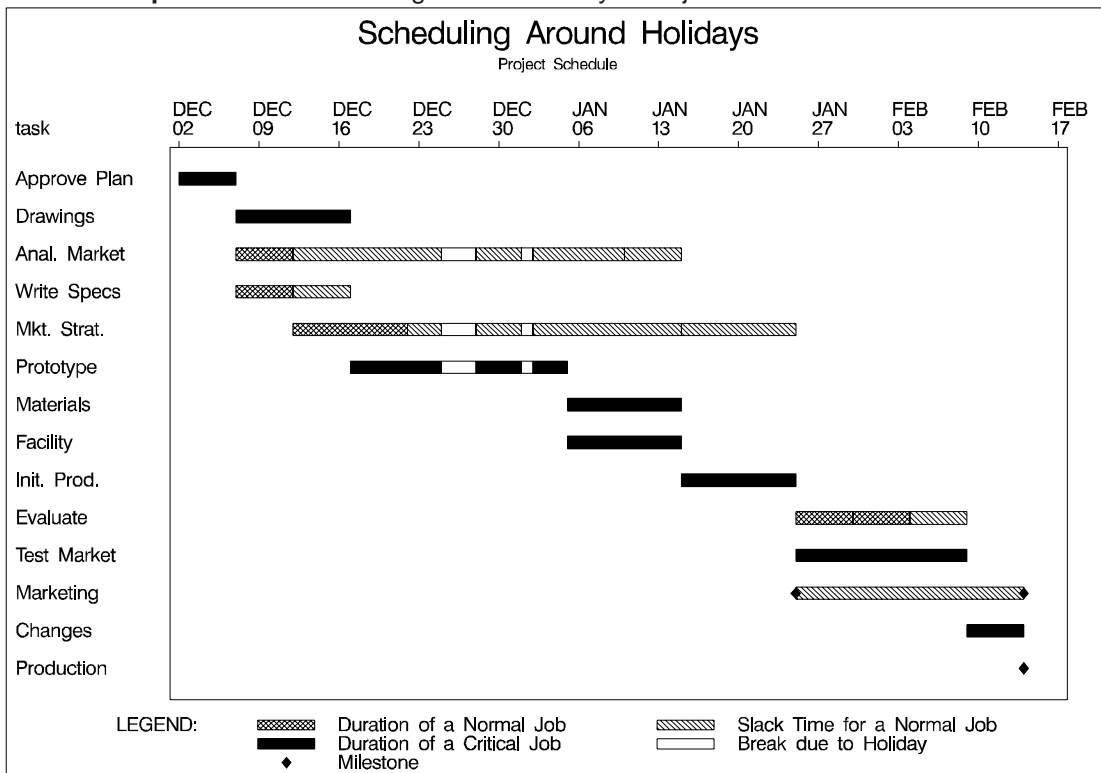 Scheduling Around Holidays
Project Schedule
task DEC 02 DEC 09 DEC 16 DEC 23 DEC 30 JAN 06 JAN 13 JAN 20 JAN 27 FEB 03 FEB 10 FEB 17
Approve Plan
Drawings
Anal. Market
Write Specs
Mkt. Strat.
Prototype
Materials
Facility
Init. Prod.
Evaluate
Test Market
Marketing
Changes
Production
LEGEND: Duration of a Normal Job Slack Time for a Normal Job
Duration of a Critical Job Break due to Holiday
Milestone